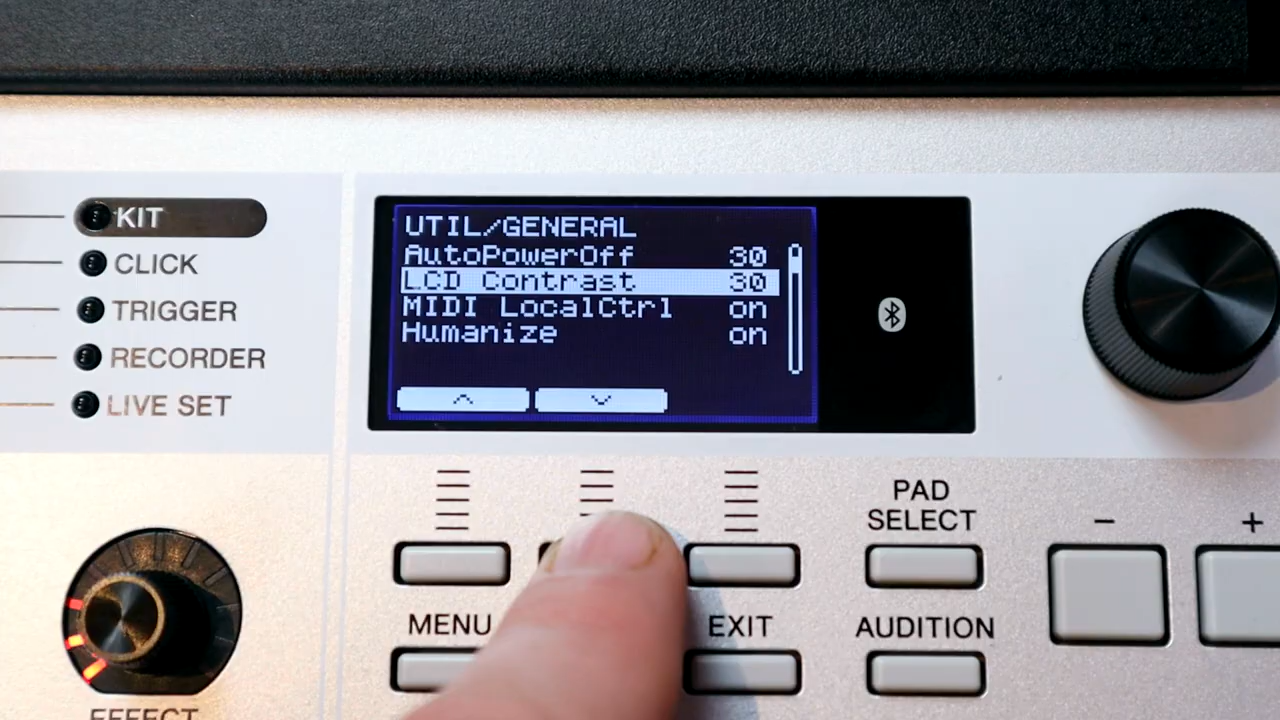 KIT
CLICK
TRIGGER
RECORDER
LIVE SET
UTIL/GENERAL
AutoPowerOff 30
LCD Contrast 30
MIDI LocalCtrl on
Humanize on
PAD
SELECT
- +
MENU
EXIT
AUDITION
EFFECT